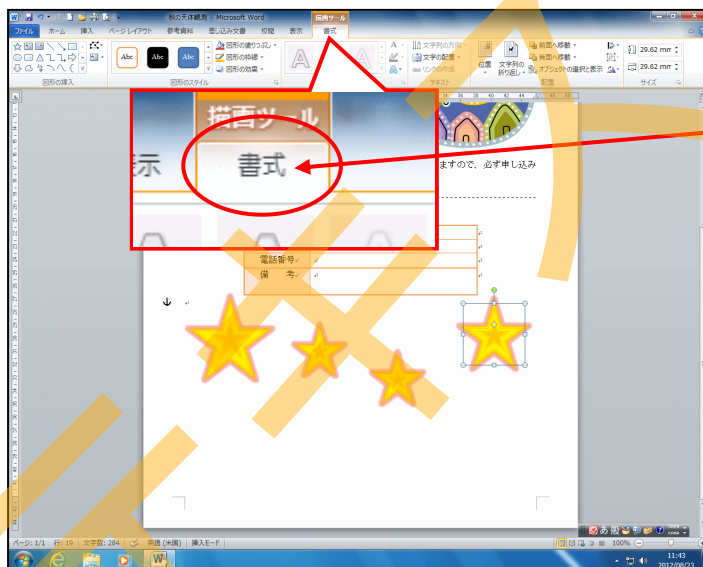 秋の天体観測 - Microsoft Word
描画ツール
ファイル ホーム 挿入 ページ レイアウト 参考資料 差し込み文書 校閲 表示 書式
図形の塗りつぶし
図形の枠線
図形の効果
Abc Abc Abc
文字列の方向
文字の配置
リンクの作成
位置
文字列の
折り返し
前面へ移動
背面へ移動
オブジェクトの選択と表示
29.62 mm
29.62 mm
図形の挿入 図形のスタイル テキスト 配置 サイズ
描画ツール
示 書式
ますので、必ず申し込み
電話番号
備 考
ページ: 1/1 行: 19 文字数: 284 英語 (米国) 挿入モード
100%
あ 般
11:43
2012/08/23